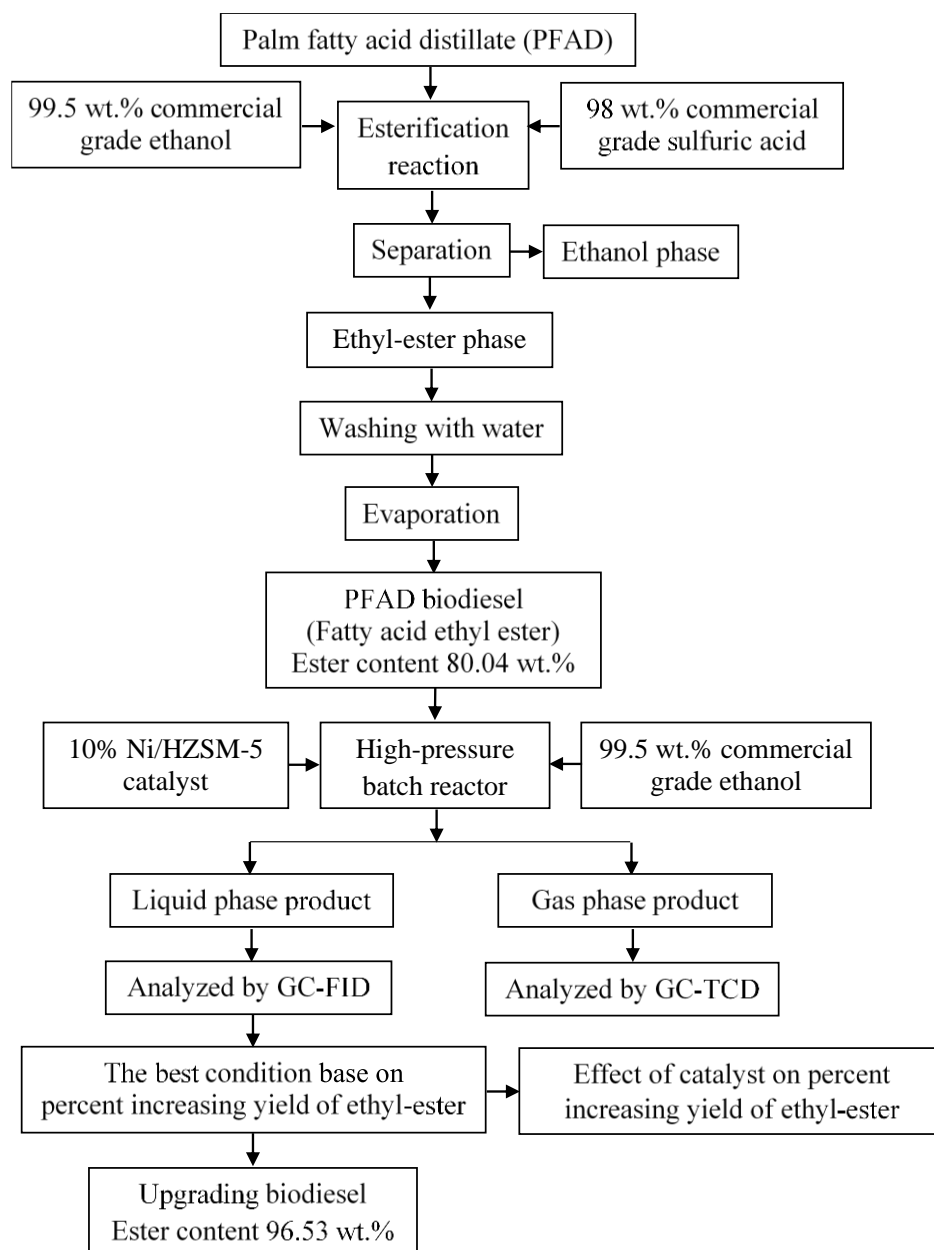 Palm fatty acid distillate (PFAD)
99.5 wt.% commercial
grade ethanol
Esterification
reaction
98 wt.% commercial
grade sulfuric acid
Separation
Ethanol phase
Ethyl-ester phase
Washing with water
Evaporation
PFAD biodiesel
(Fatty acid ethyl ester)
Ester content 80.04 wt.%
10% Ni/HZSM-5
catalyst
High-pressure
batch reactor
99.5 wt.% commercial
grade ethanol
Liquid phase product
Gas phase product
Analyzed by GC-FID
Analyzed by GC-TCD
The best condition base on
percent increasing yield of ethyl-ester
Effect of catalyst on percent
increasing yield of ethyl-ester
Upgrading biodiesel
Ester content 96.53 wt.%